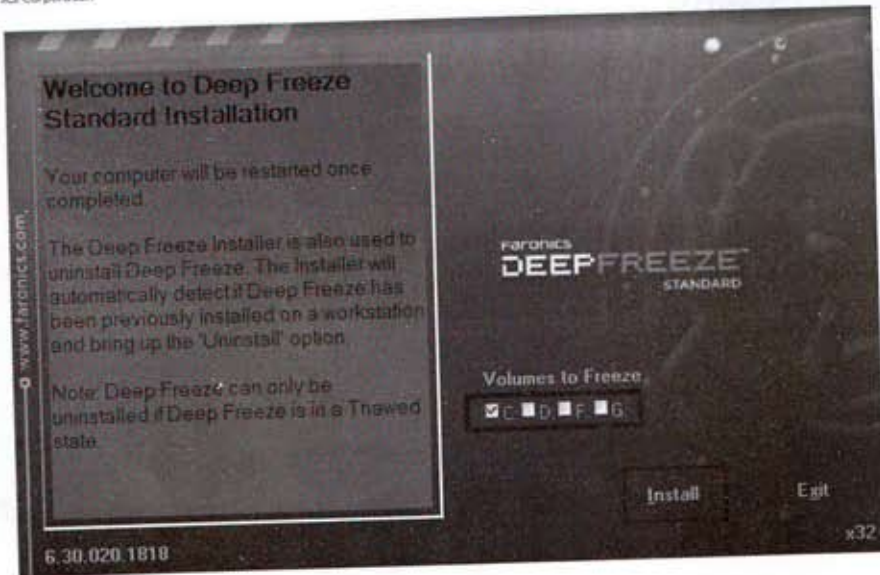 Welcome to Deep Freeze
Standard Installation
Your computer will be restarted once
completed.
The Deep Freeze Installer is also used to
uninstall Deep Freeze. The Installer will
automatically detect if Deep Freeze has
been previously installed on a workstation
and bring up the 'Uninstall' option.
Note: Deep Freeze can only be
uninstalled if Deep Freeze is in a Thawed
state.
www.faronics.com
6.30.020.1818
Faronics
DEEPFREEZE
STANDARD
Volumes to Freeze
C: D: F: G:
Install Exit
x32